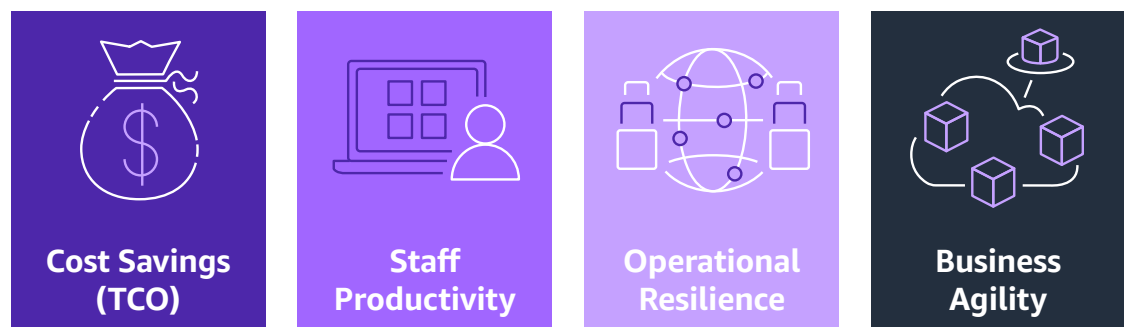 Cost Savings
(TCO)
Staff
Productivity
Operational
Resilience
Business
Agility